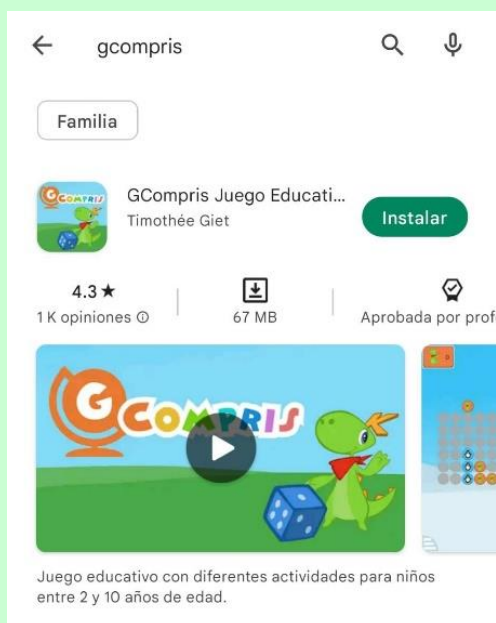 gcompris
Familia
GCOMPRIS
GCompris Juego Educati...
Timothée Giet
Instalar
4.3★
1 K opiniones
67 MB
Aprobada por prof
GCOMPRIS
Juego educativo con diferentes actividades para niños
entre 2 y 10 años de edad.